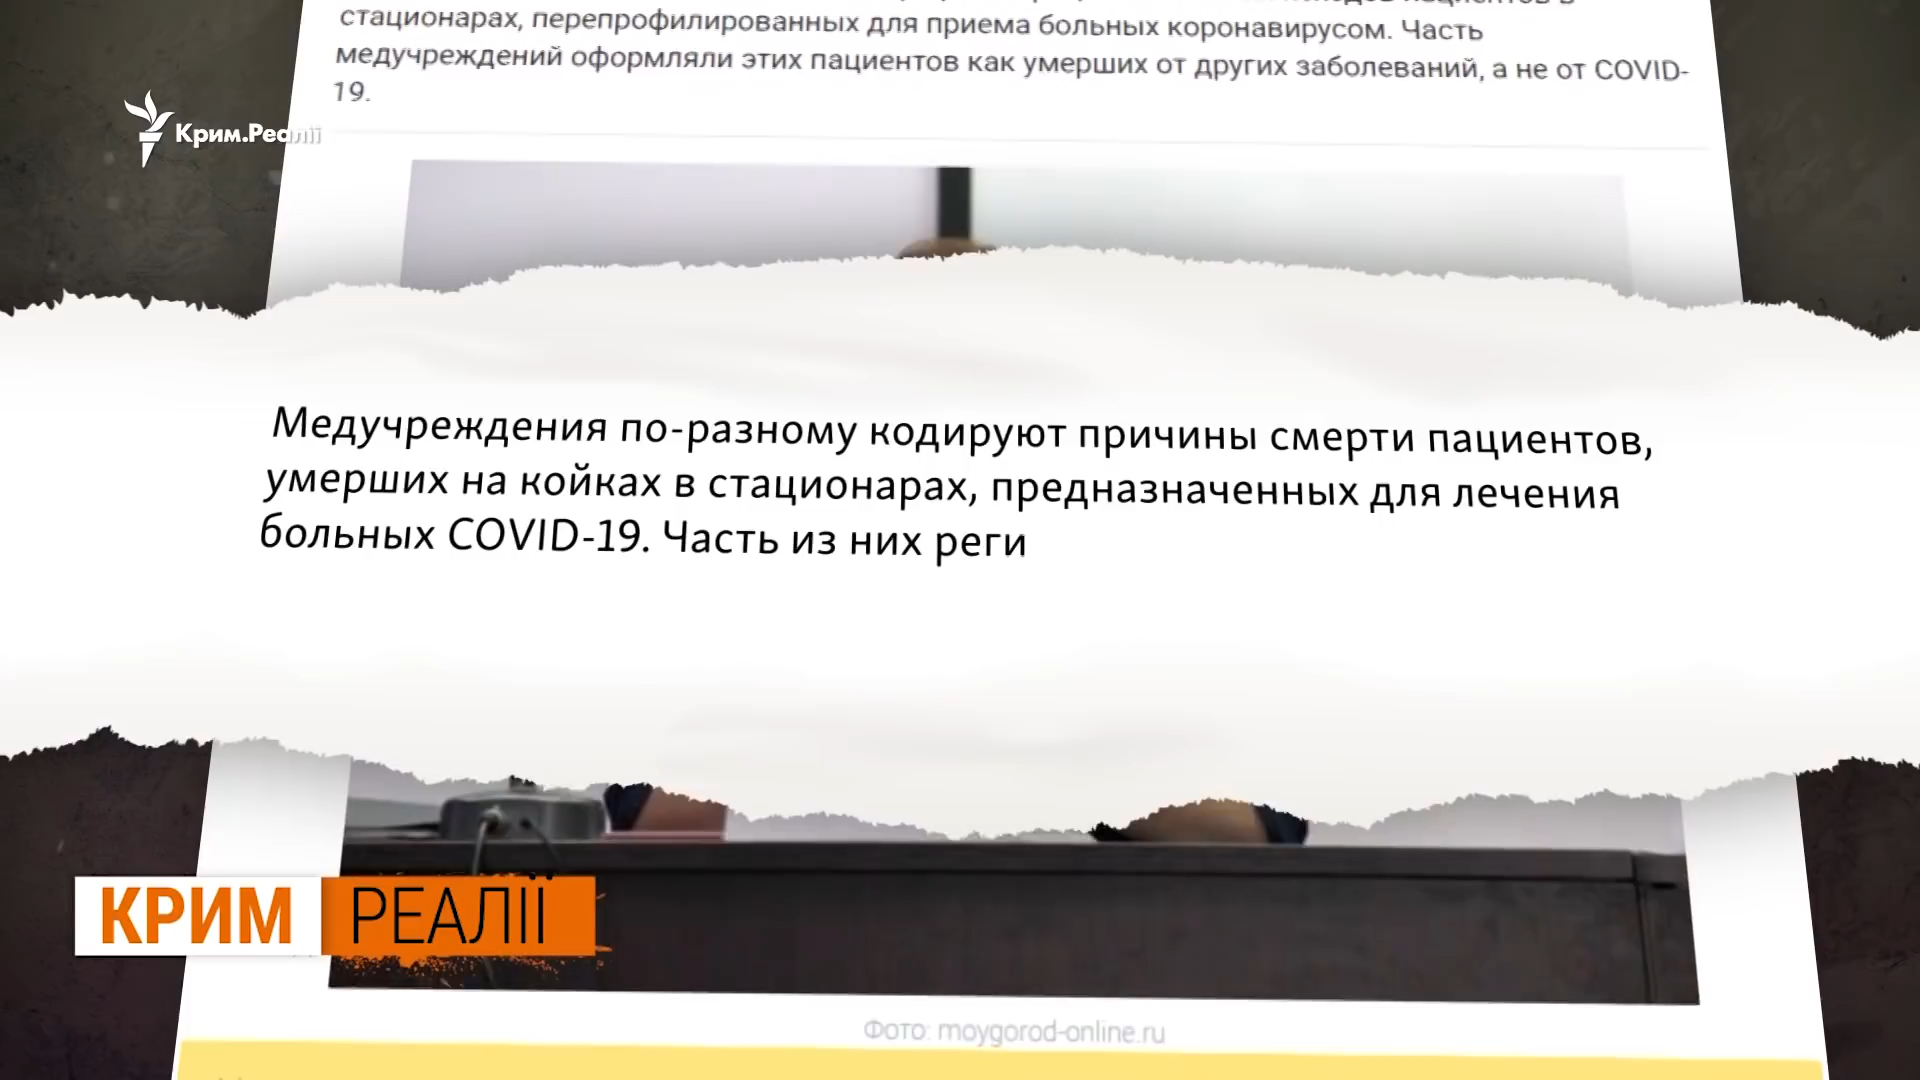 стационарах, перепрофилированных для приема больных коронавирусом. Часть
медучреждений оформляли этих пациентов как умерших от других заболеваний, а не от COVID-
19.
Крим.Реалії
Медучреждения по-разному кодируют причины смерти пациентов,
умерших на койках в стационарах, предназначенных для лечения
больных COVID-19. Часть из них реги
КРИМ РЕАЛІЇ
Фото: moygorod-online.ru